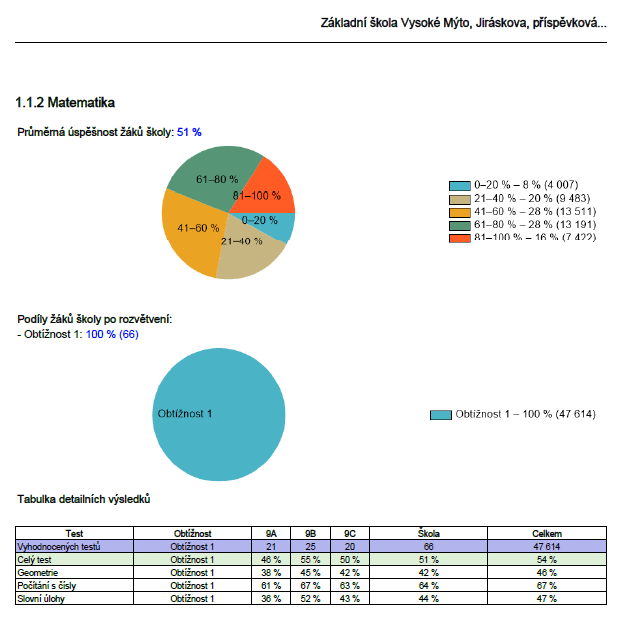 Základní škola Vysoké Mýto, Jiráskova, příspěvková...
1.1.2 Matematika
Průměrná úspěšnost žáků školy: 51 %
61–80 %
81–100 %
0–20 %
41–60 %
21–40 %
0–20 % – 8 % (4 007)
21–40 % – 20 % (9 483)
41–60 % – 28 % (13 511)
61–80 % – 28 % (13 191)
81–100 % – 16 % (7 422)
Podíly žáků školy po rozvětvení:
- Obtížnost 1: 100 % (66)
Obtížnost 1
Obtížnost 1 – 100 % (47 614)
Tabulka detailních výsledků
Test Obtížnost 9A 9B 9C Škola Celkem
Vyhodnocených testů Obtížnost 1 21 25 20 66 47 614
Celý test Obtížnost 1 46 % 55 % 50 % 51 % 54 %
Geometrie Obtížnost 1 38 % 45 % 42 % 42 % 46 %
Počítání s čísly Obtížnost 1 61 % 67 % 63 % 64 % 67 %
Slovní úlohy Obtížnost 1 36 % 52 % 43 % 44 % 47 %